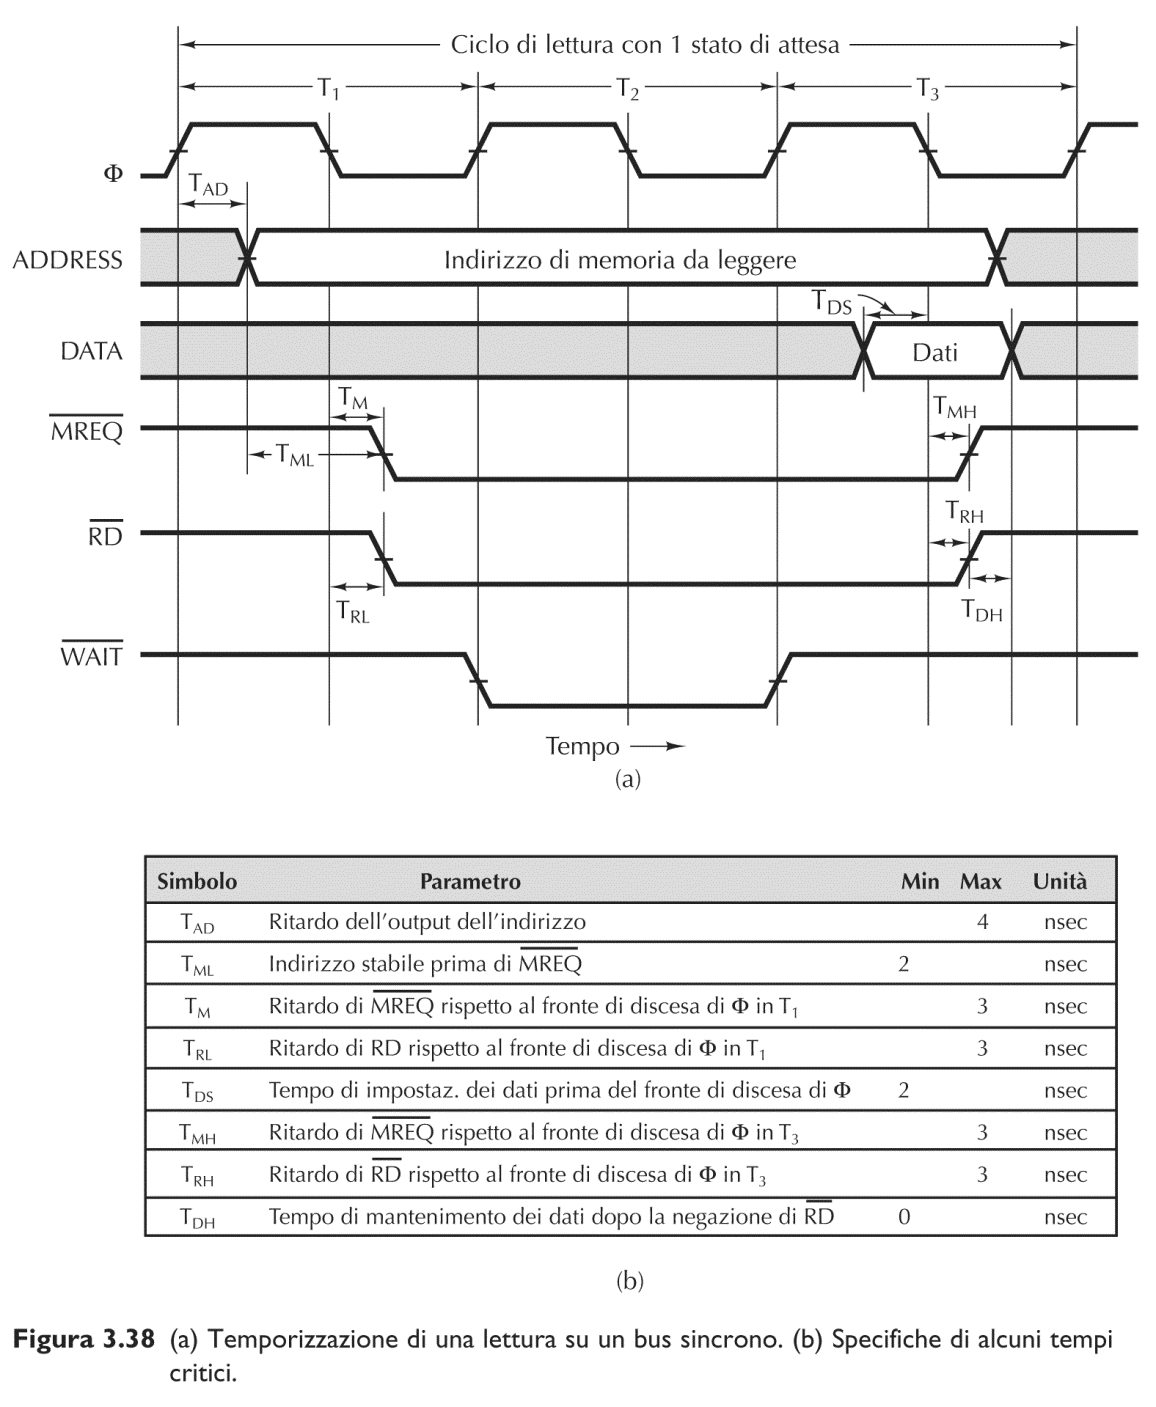 Ciclo di lettura con 1 stato di attesa
T1 T2 T3
Φ
TAD
ADDRESS Indirizzo di memoria da leggere
TDS
DATA Dati
TM TMH
MREQ
TML
TRH
RD
TRL TDH
WAIT
Tempo
(a)
Simbolo Parametro Min Max Unità
TAD Ritardo dell'output dell'indirizzo 4 nsec
TML Indirizzo stabile prima di MREQ 2 nsec
TM Ritardo di MREQ rispetto al fronte di discesa di Φ in T1 3 nsec
TRL Ritardo di RD rispetto al fronte di discesa di Φ in T1 3 nsec
TDS Tempo di impostaz. dei dati prima del fronte di discesa di Φ 2 nsec
TMH Ritardo di MREQ rispetto al fronte di discesa di Φ in T3 3 nsec
TRH Ritardo di RD rispetto al fronte di discesa di Φ in T3 3 nsec
TDH Tempo di mantenimento dei dati dopo la negazione di RD 0 nsec
(b)
Figura 3.38 (a) Temporizzazione di una lettura su un bus sincrono. (b) Specifiche di alcuni tempi
critici.